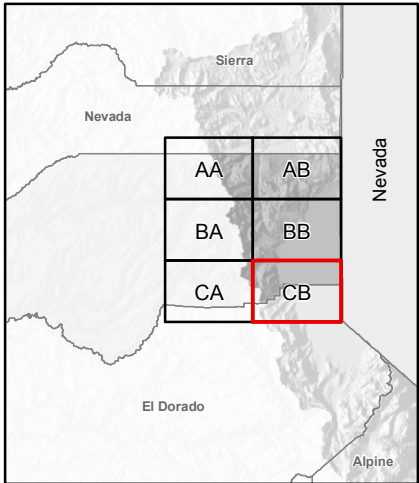 Sierra
Nevada
Nevada
AA AB
BA BB
CA CB
El Dorado
Alpine